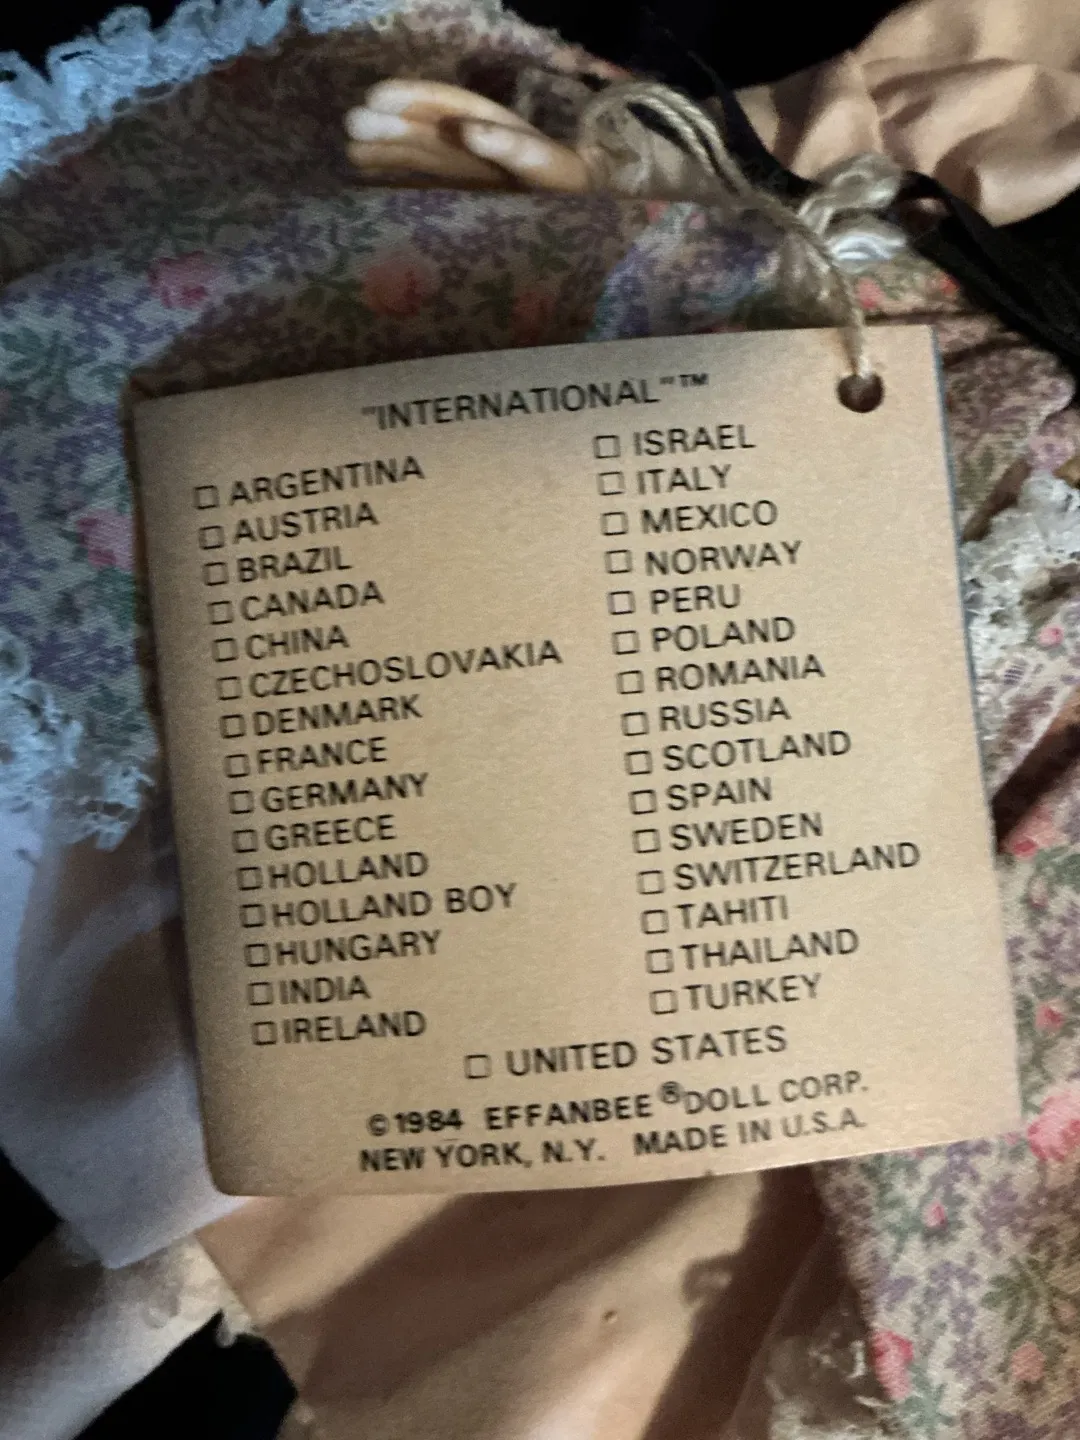 "INTERNATIONAL"™
☐ ARGENTINA
☐ AUSTRIA
☐ BRAZIL
☐ CANADA
☐ CHINA
☐ CZECHOSLOVAKIA
☐ DENMARK
☐ FRANCE
☐ GERMANY
☐ GREECE
☐ HOLLAND
☐ HOLLAND BOY
☐ HUNGARY
☐ INDIA
☐ IRELAND
☐ ISRAEL
☐ ITALY
☐ MEXICO
☐ NORWAY
☐ PERU
☐ POLAND
☐ ROMANIA
☐ RUSSIA
☐ SCOTLAND
☐ SPAIN
☐ SWEDEN
☐ SWITZERLAND
☐ TAHITI
☐ THAILAND
☐ TURKEY
☐ UNITED STATES
©1984 EFFANBEE® DOLL CORP.
NEW YORK, N.Y. MADE IN U.S.A.